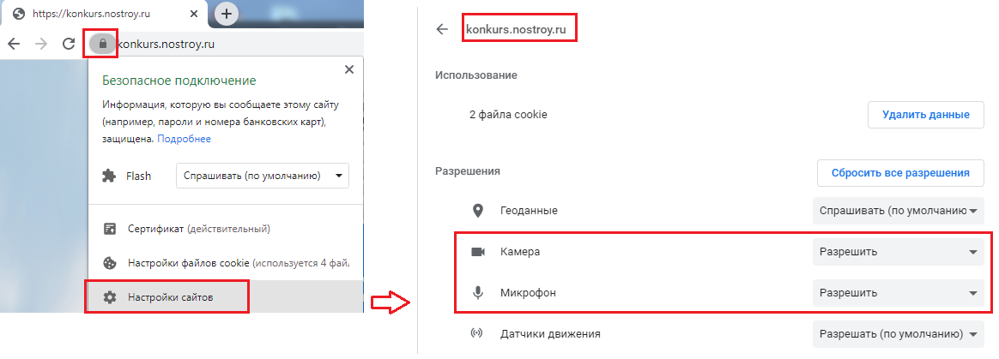 https://konkurs.nostroy.ru
konkurs.nostroy.ru
Безопасное подключение
Информация, которую вы сообщаете этому сайту
(например, пароли и номера банковских карт),
защищена. Подробнее
Flash
Спрашивать (по умолчанию)
Сертификат (действительный)
Настройки файлов cookie (используется 4 фай
Настройки сайтов
konkurs.nostroy.ru
Использование
2 файла cookie
Удалить данные
Разрешения
Сбросить все разрешения
Геоданные
Спрашивать (по умолчанию
Камера
Разрешить
Микрофон
Разрешить
Датчики движения
Разрешать (по умолчанию)